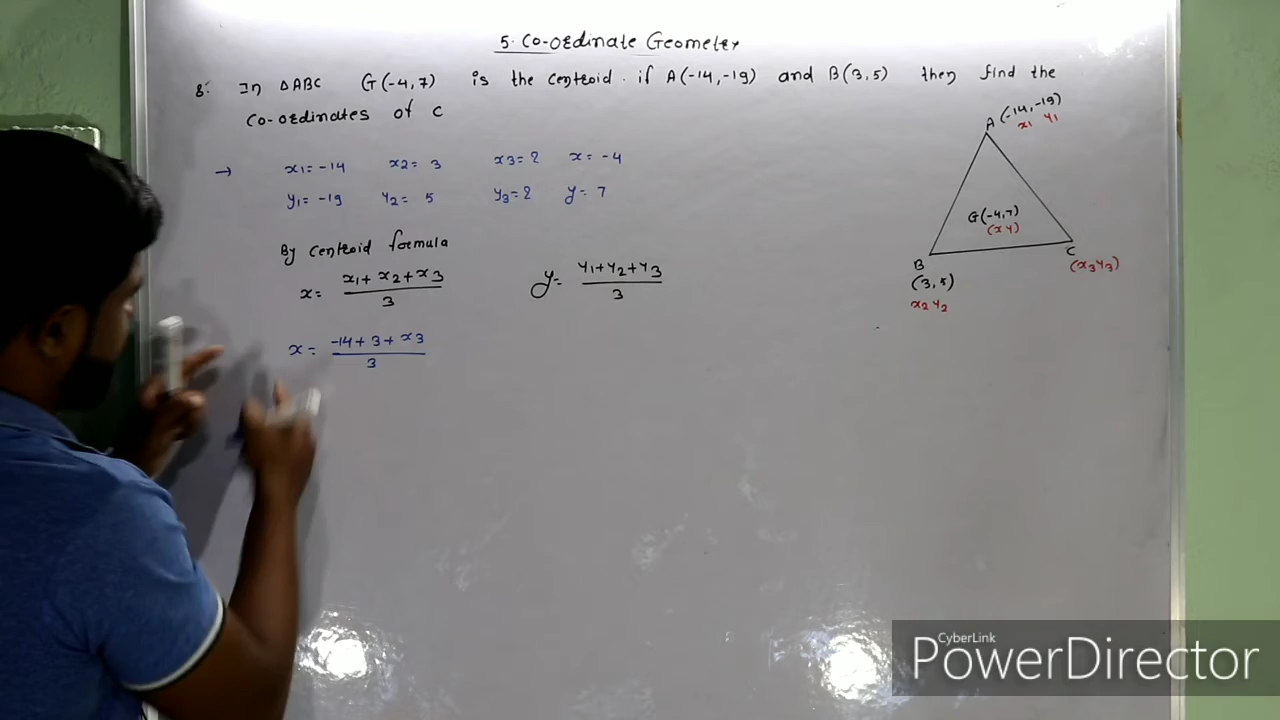 5. Co-ordinate Geometry
8. In △ABC G(-4,7) is the centroid. if A(-14,-19) and B(3,5) then find the
co-ordinates of C
→ x1= -14 x2= 3 x3= ? x= -4
y1= -19 y2= 5 y3= ? y= 7
By centroid formula
x= x1+x2+x3/3 y= y1+y2+y3/3
x= -14+3+x3/3
A (-14,-19)
x1 y1
G(-4,7)
(x y)
B C
(3,5) (x3 y3)
x2 y2
CyberLink
PowerDirector